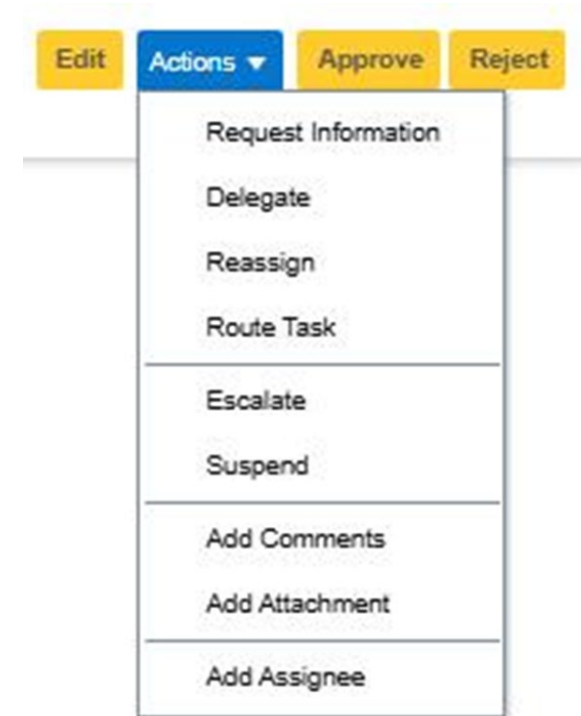 Edit Actions Approve Reject
Request Information
Delegate
Reassign
Route Task
Escalate
Suspend
Add Comments
Add Attachment
Add Assignee